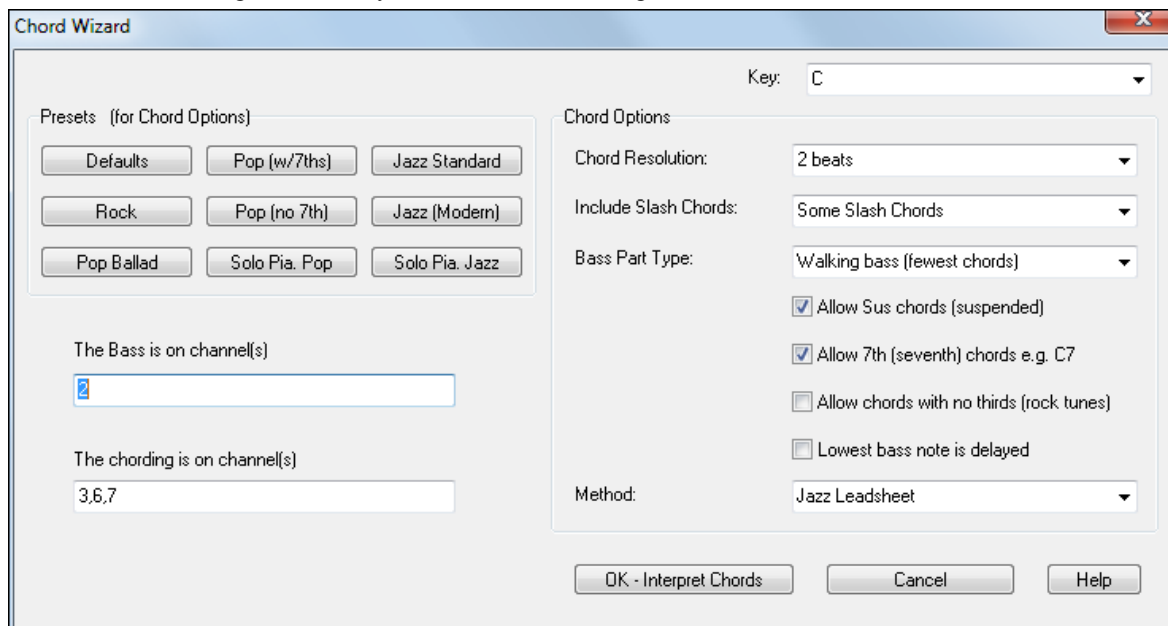 Chord Wizard
Key: C
Presets (for Chord Options)
Defaults Pop (w/7ths) Jazz Standard
Rock Pop (no 7th) Jazz (Modern)
Pop Ballad Solo Pia. Pop Solo Pia. Jazz
The Bass is on channel(s)
2
The chording is on channel(s)
3,6,7
Chord Options
Chord Resolution: 2 beats
Include Slash Chords: Some Slash Chords
Bass Part Type: Walking bass (fewest chords)
Allow Sus chords (suspended)
Allow 7th (seventh) chords e.g. C7
Allow chords with no thirds (rock tunes)
Lowest bass note is delayed
Method: Jazz Leadsheet
OK - Interpret Chords Cancel Help